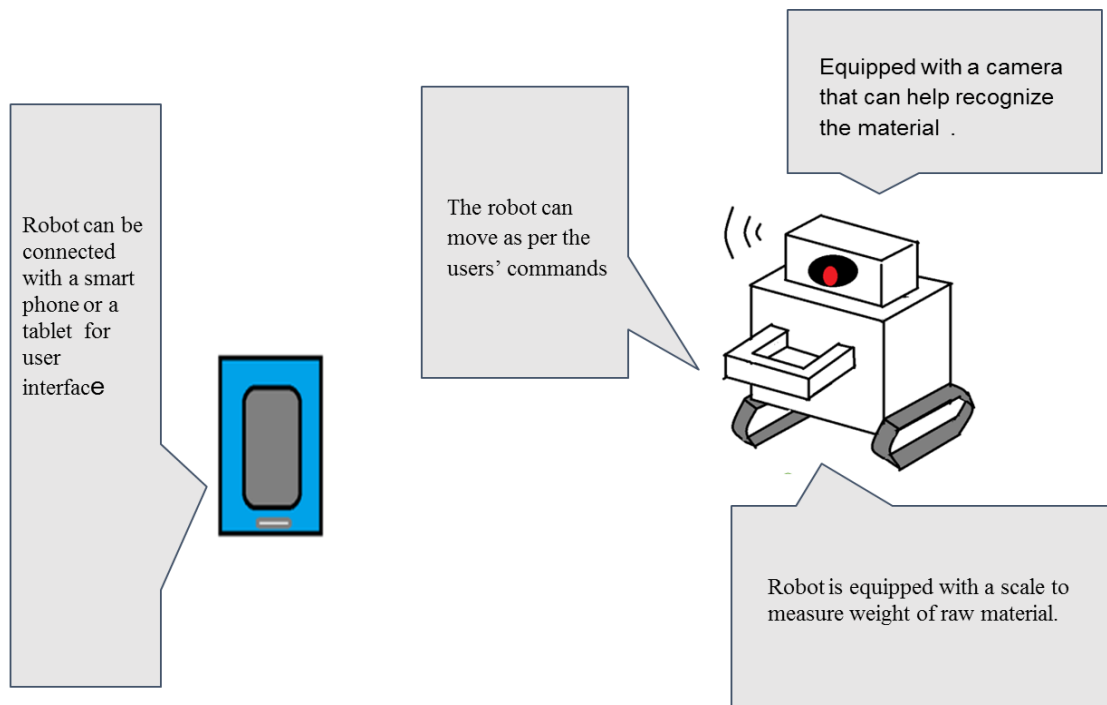 Equipped with a camera
that can help recognize
the material .
Robot can be
connected
with a smart
phone or a
tablet for
user
interface
The robot can
move as per the
users’ commands
Robot is equipped with a scale to
measure weight of raw material.